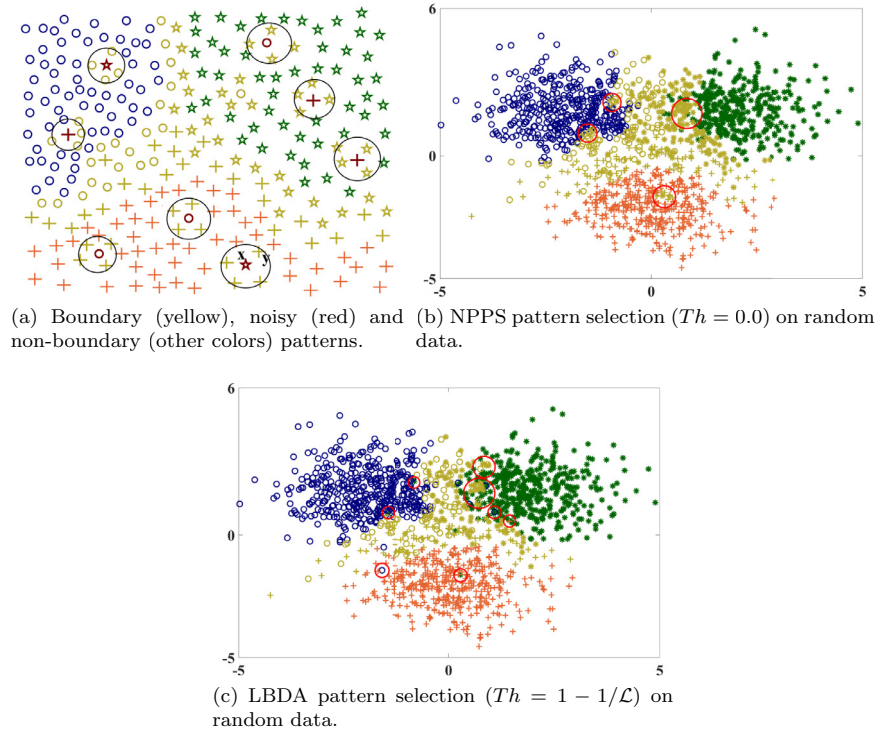 x y
(a) Boundary (yellow), noisy (red) and
non-boundary (other colors) patterns.
6
0
-5
-5 0 5
(b) NPPS pattern selection (Th = 0.0) on random
data.
6
0
-5
-5 0 5
(c) LBDA pattern selection (Th = 1 − 1/ℒ) on
random data.